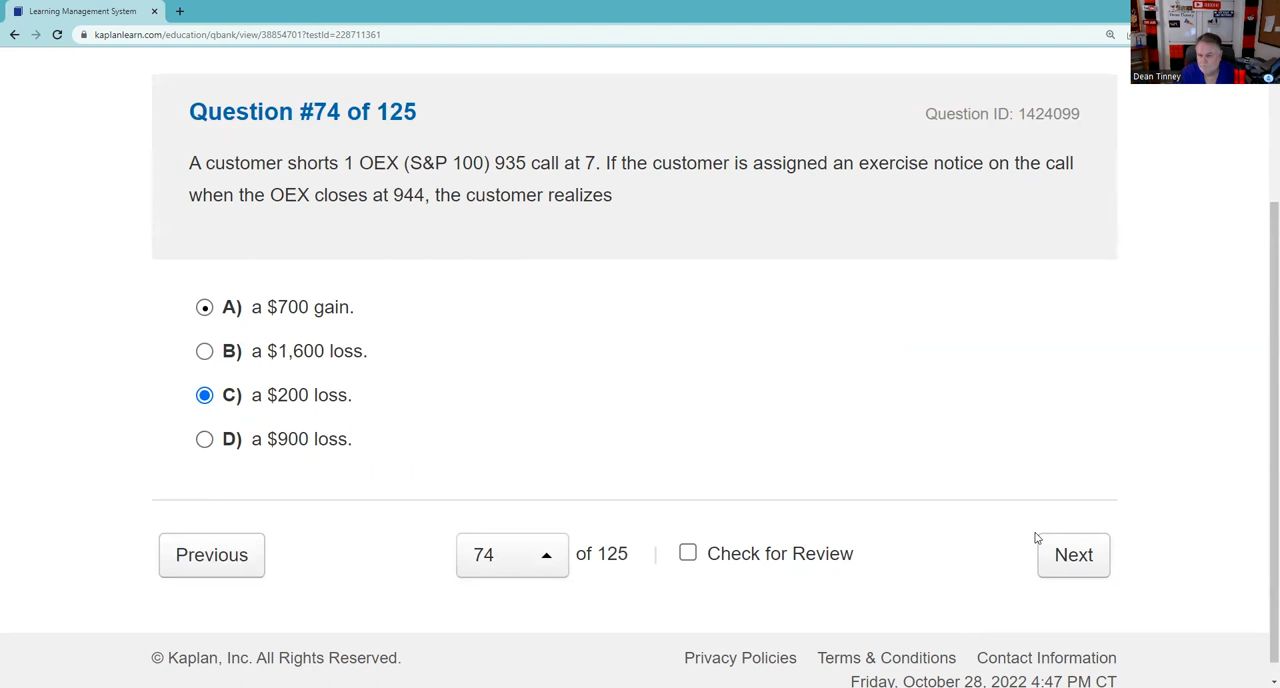 Learning Management System
kaplanlearn.com/education/qbank/view/38854701?testId=228711361
Dean Tinney
Question #74 of 125
Question ID: 1424099
A customer shorts 1 OEX (S&P 100) 935 call at 7. If the customer is assigned an exercise notice on the call
when the OEX closes at 944, the customer realizes
A) a $700 gain.
B) a $1,600 loss.
C) a $200 loss.
D) a $900 loss.
Previous
74
of 125
Check for Review
Next
© Kaplan, Inc. All Rights Reserved.
Privacy Policies
Terms & Conditions
Contact Information
Friday, October 28, 2022 4:47 PM CT